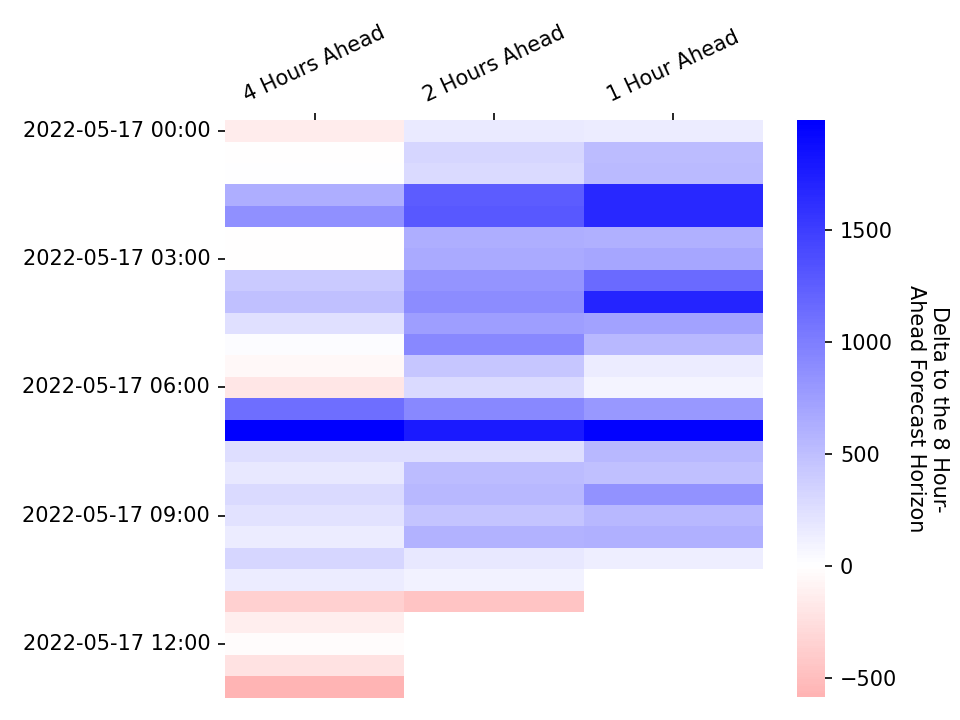 4 Hours Ahead
2 Hours Ahead
1 Hour Ahead
2022-05-17 00:00
2022-05-17 03:00
2022-05-17 06:00
2022-05-17 09:00
2022-05-17 12:00
1500
1000
500
0
−500
Delta to the 8 Hour-
Ahead Forecast Horizon